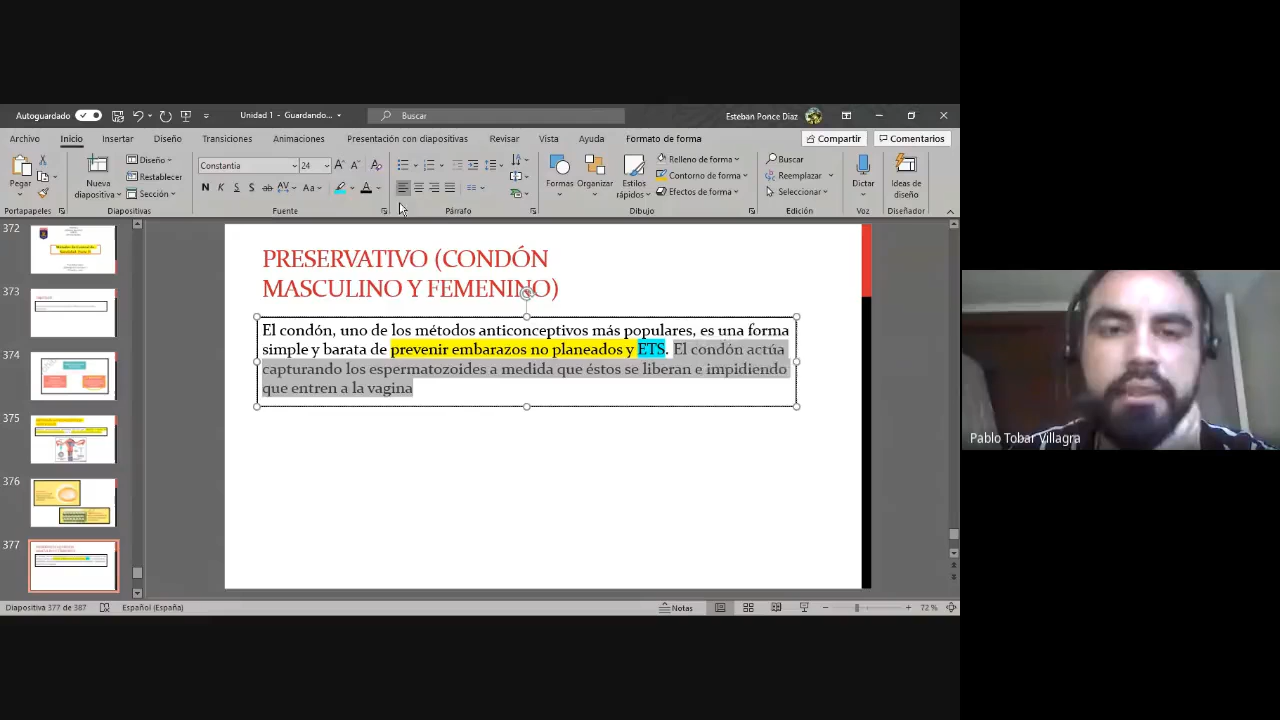 Autoguardado
Unidad 1 - Guardando...
Buscar
Esteban Ponce Diaz
Archivo Inicio Insertar Diseño Transiciones Animaciones Presentación con diapositivas Revisar Vista Ayuda Formato de forma
Compartir Comentarios
Pegar
Portapapeles
Nueva diapositiva
Diseño
Restablecer
Sección
Diapositivas
Constantia 24
N K S S ab AV Aa A
Fuente
Párrafo
Formas Organizar Estilos rápidos
Relleno de forma
Contorno de forma
Efectos de forma
Dibujo
Buscar
Reemplazar
Seleccionar
Edición
Dictar
Voz
Ideas de diseño
Diseñador
372
373
374
375
376
377
PRESERVATIVO (CONDÓN
MASCULINO Y FEMENINO)
El condón, uno de los métodos anticonceptivos más populares, es una forma
simple y barata de prevenir embarazos no planeados y ETS. El condón actúa
capturando los espermatozoides a medida que éstos se liberan e impidiendo
que entren a la vagina
Pablo Tobar Villagra
Diapositiva 377 de 387 Español (España) Notas 72 %